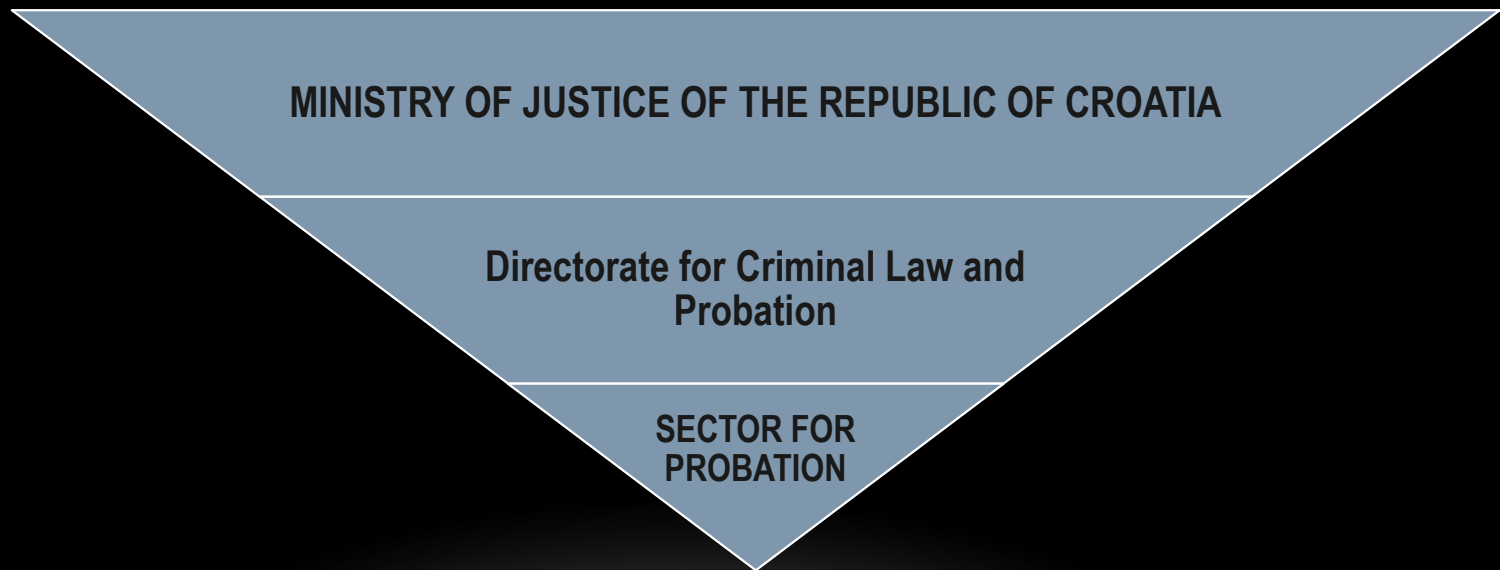 MINISTRY OF JUSTICE OF THE REPUBLIC OF CROATIA
Directorate for Criminal Law and
Probation
SECTOR FOR
PROBATION